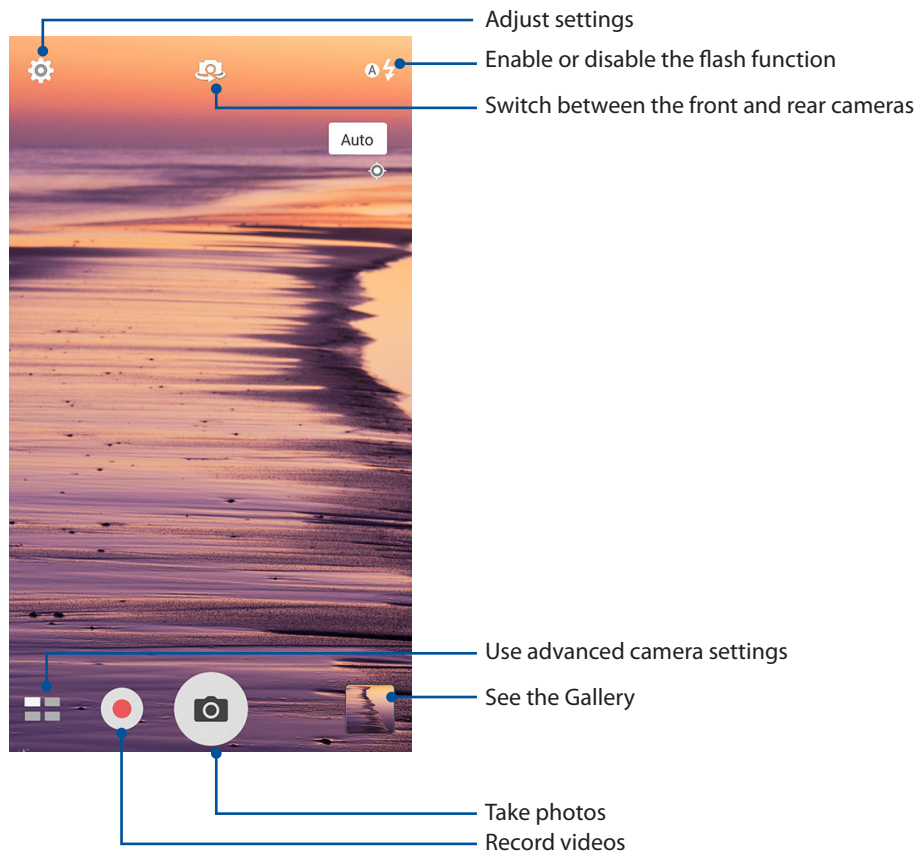 Adjust settings
Enable or disable the flash function
Switch between the front and rear cameras
A
Auto
Use advanced camera settings
See the Gallery
Take photos
Record videos